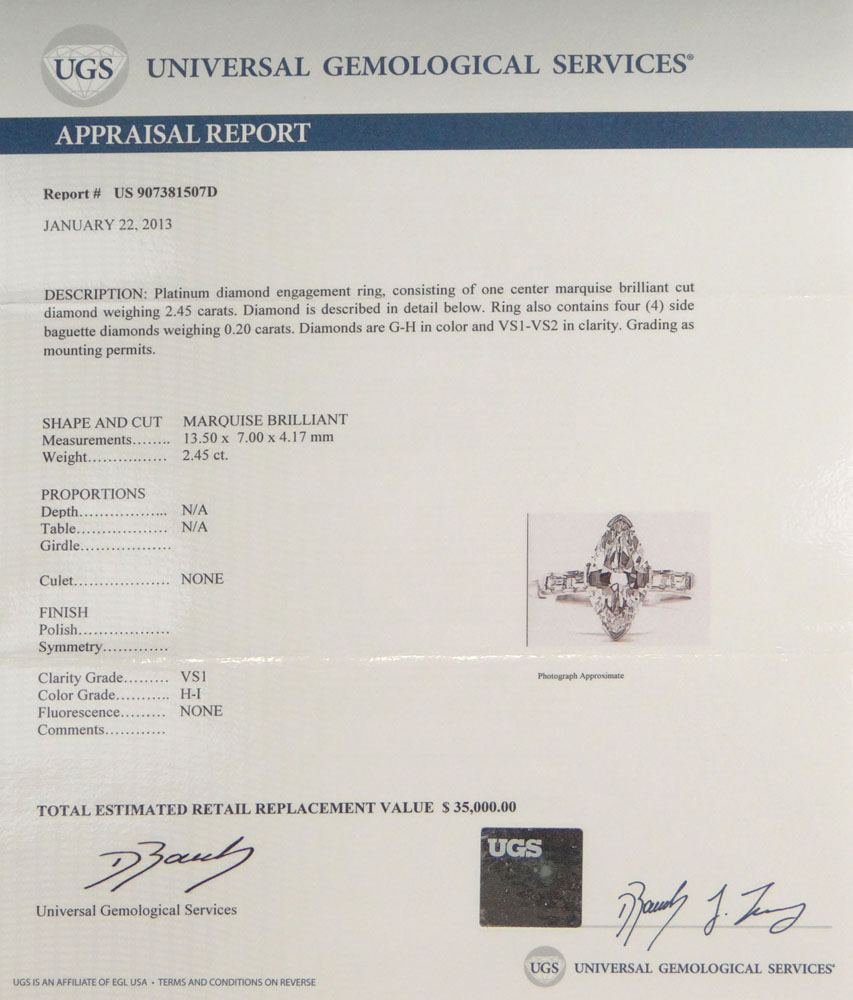 UGS UNIVERSAL GEMOLOGICAL SERVICES®
APPRAISAL REPORT
Report # US 907381507D
JANUARY 22, 2013
DESCRIPTION: Platinum diamond engagement ring, consisting of one center marquise brilliant cut
diamond weighing 2.45 carats. Diamond is described in detail below. Ring also contains four (4) side
baguette diamonds weighing 0.20 carats. Diamonds are G-H in color and VS1-VS2 in clarity. Grading as
mounting permits.
SHAPE AND CUT MARQUISE BRILLIANT
Measurements........ 13.50 x 7.00 x 4.17 mm
Weight................ 2.45 ct.
PROPORTIONS
Depth.................. N/A
Table.................. N/A
Girdle..................
Culet................... NONE
FINISH
Polish..................
Symmetry.............
Clarity Grade......... VS1
Color Grade........... H-I
Fluorescence......... NONE
Comments............
Photograph Approximate
TOTAL ESTIMATED RETAIL REPLACEMENT VALUE $ 35,000.00
UGS
Universal Gemological Services
UGS UNIVERSAL GEMOLOGICAL SERVICES®
UGS IS AN AFFILIATE OF EGL USA • TERMS AND CONDITIONS ON REVERSE